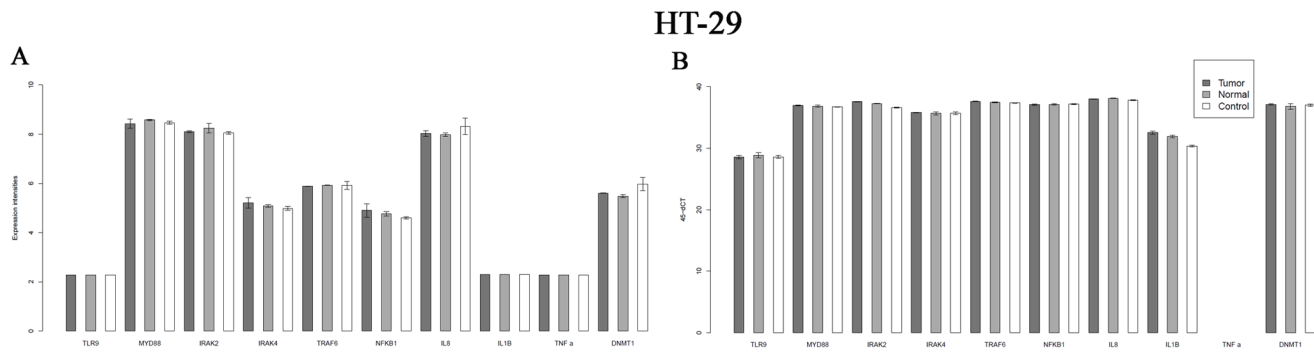 HT-29
A
Expression intensities
10
8
6
4
2
0
TLR9 MYD88 IRAK2 IRAK4 TRAF6 NFKB1 IL8 IL1B TNF a DNMT1
B
Tumor
Normal
Control
45-dCT
40
30
20
10
0
TLR9 MYD88 IRAK2 IRAK4 TRAF6 NFKB1 IL8 IL1B TNF a DNMT1